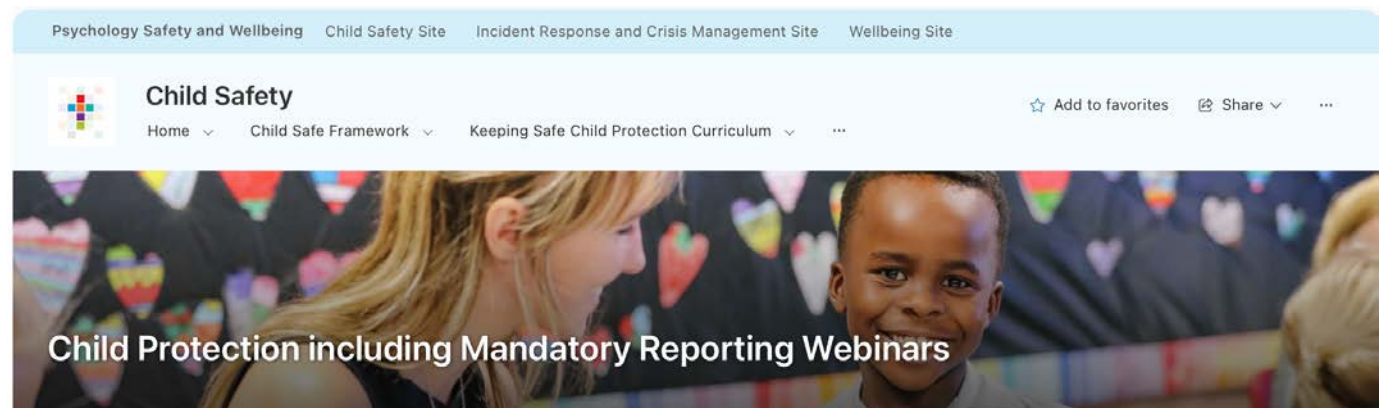 Psychology Safety and Wellbeing Child Safety Site Incident Response and Crisis Management Site Wellbeing Site
Child Safety
Add to favorites Share ...
Home Child Safe Framework Keeping Safe Child Protection Curriculum ...
Child Protection including Mandatory Reporting Webinars